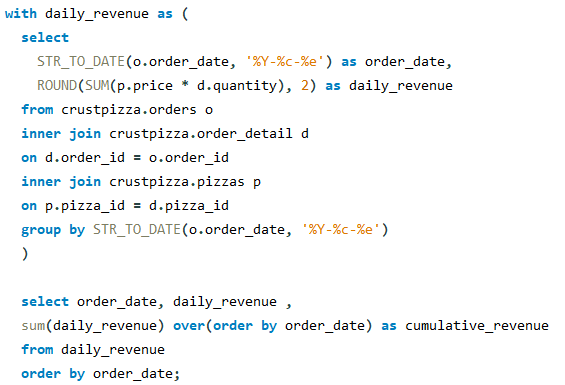 with daily_revenue as (
select
STR_TO_DATE(o.order_date, '%Y-%c-%e') as order_date,
ROUND(SUM(p.price * d.quantity), 2) as daily_revenue
from crustpizza.orders o
inner join crustpizza.order_detail d
on d.order_id = o.order_id
inner join crustpizza.pizzas p
on p.pizza_id = d.pizza_id
group by STR_TO_DATE(o.order_date, '%Y-%c-%e')
)
select order_date, daily_revenue ,
sum(daily_revenue) over(order by order_date) as cumulative_revenue
from daily_revenue
order by order_date;